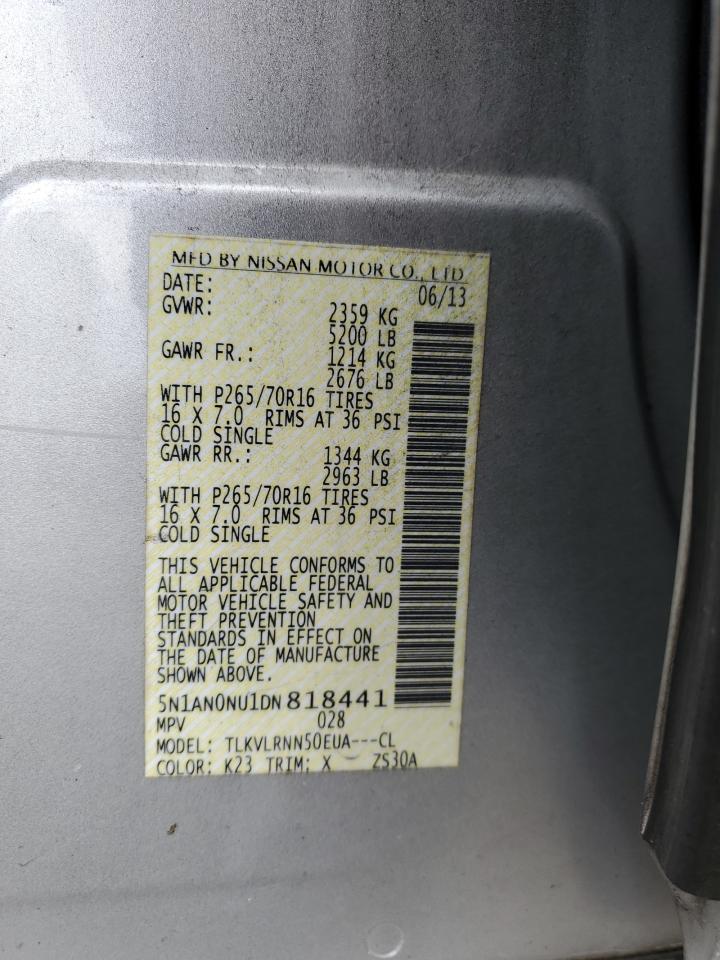 MFD BY NISSAN MOTOR CO., LTD
DATE: 06/13
GVWR: 2359 KG
5200 LB
GAWR FR.: 1214 KG
2676 LB
WITH P265/70R16 TIRES
16 X 7.0 RIMS AT 36 PSI
COLD SINGLE
GAWR RR.: 1344 KG
2963 LB
WITH P265/70R16 TIRES
16 X 7.0 RIMS AT 36 PSI
COLD SINGLE
THIS VEHICLE CONFORMS TO
ALL APPLICABLE FEDERAL
MOTOR VEHICLE SAFETY AND
THEFT PREVENTION
STANDARDS IN EFFECT ON
THE DATE OF MANUFACTURE
SHOWN ABOVE.
5N1AN0NU1DN818441
MPV 028
MODEL: TLKVLRNN50EUA---CL
COLOR: K23 TRIM: X ZS30A